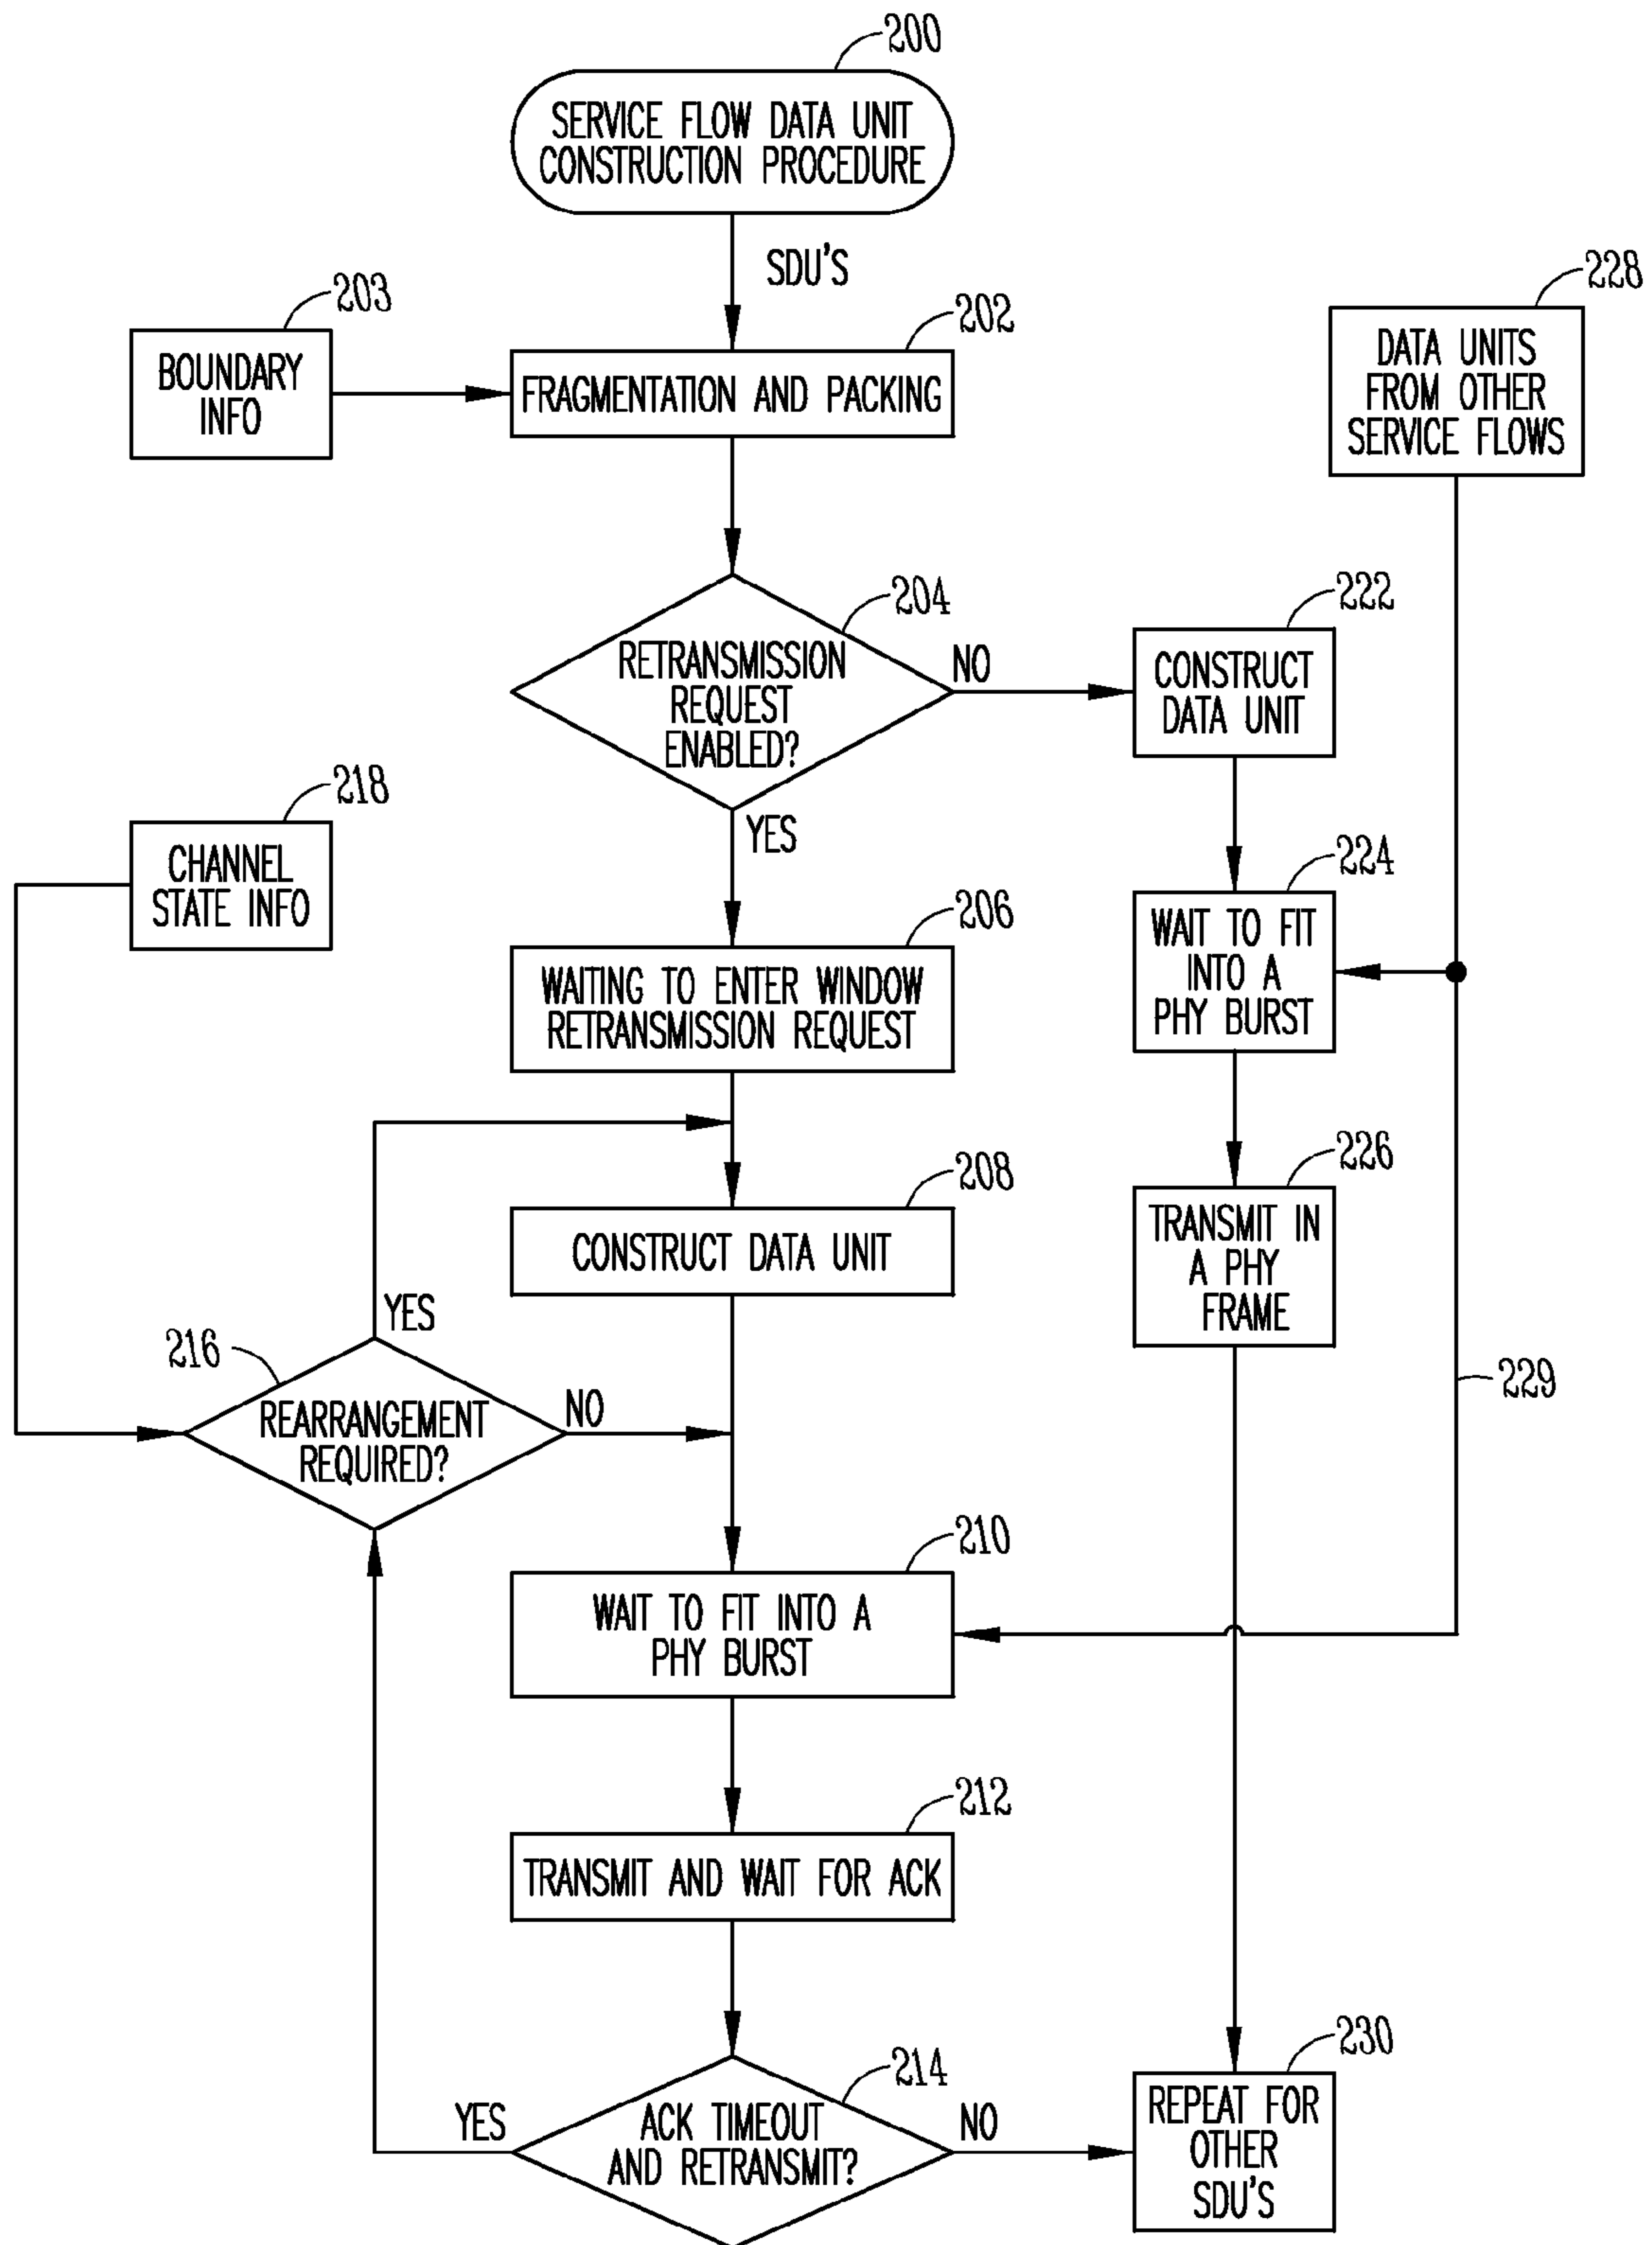 200
SERVICE FLOW DATA UNIT
CONSTRUCTION PROCEDURE
SDU'S
203
BOUNDARY
INFO
202
FRAGMENTATION AND PACKING
228
DATA UNITS
FROM OTHER
SERVICE FLOWS
204
RETRANSMISSION
REQUEST
ENABLED?
NO
YES
222
CONSTRUCT
DATA UNIT
218
CHANNEL
STATE INFO
224
WAIT TO FIT
INTO A
PHY BURST
206
WAITING TO ENTER WINDOW
RETRANSMISSION REQUEST
226
TRANSMIT IN
A PHY
FRAME
208
CONSTRUCT DATA UNIT
YES
216
REARRANGEMENT
REQUIRED?
NO
229
210
WAIT TO FIT INTO A
PHY BURST
212
TRANSMIT AND WAIT FOR ACK
214
ACK TIMEOUT
AND RETRANSMIT?
YES
NO
230
REPEAT FOR
OTHER
SDU'S